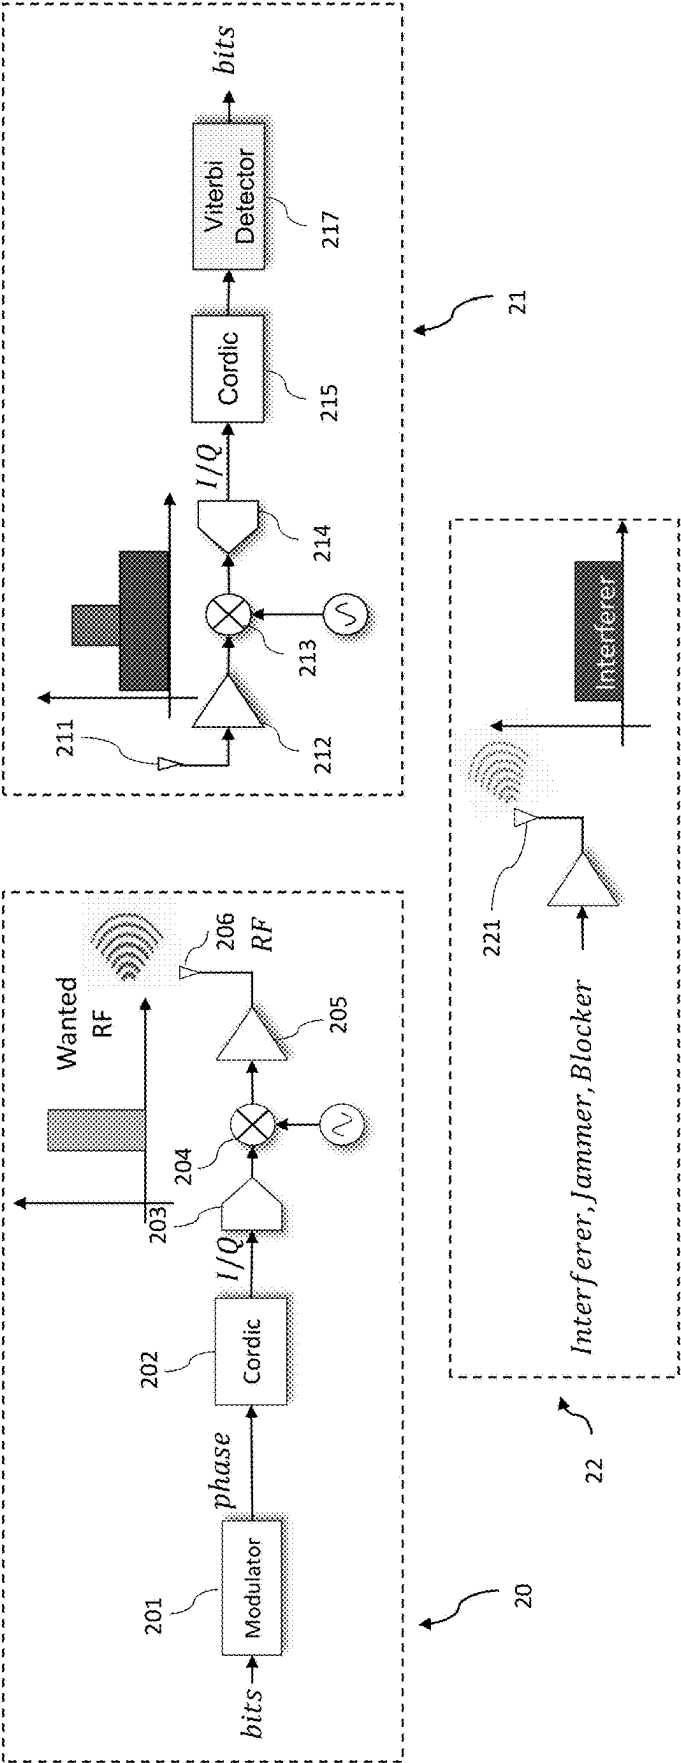 bits
Modulator
201
phase
Cordic
202
I/Q
203
204
205
206
RF
Wanted
RF
20
211
212
213
214
I/Q
Cordic
215
Viterbi
Detector
217
bits
21
Interferer,Jammer,Blocker
221
Interferer
22